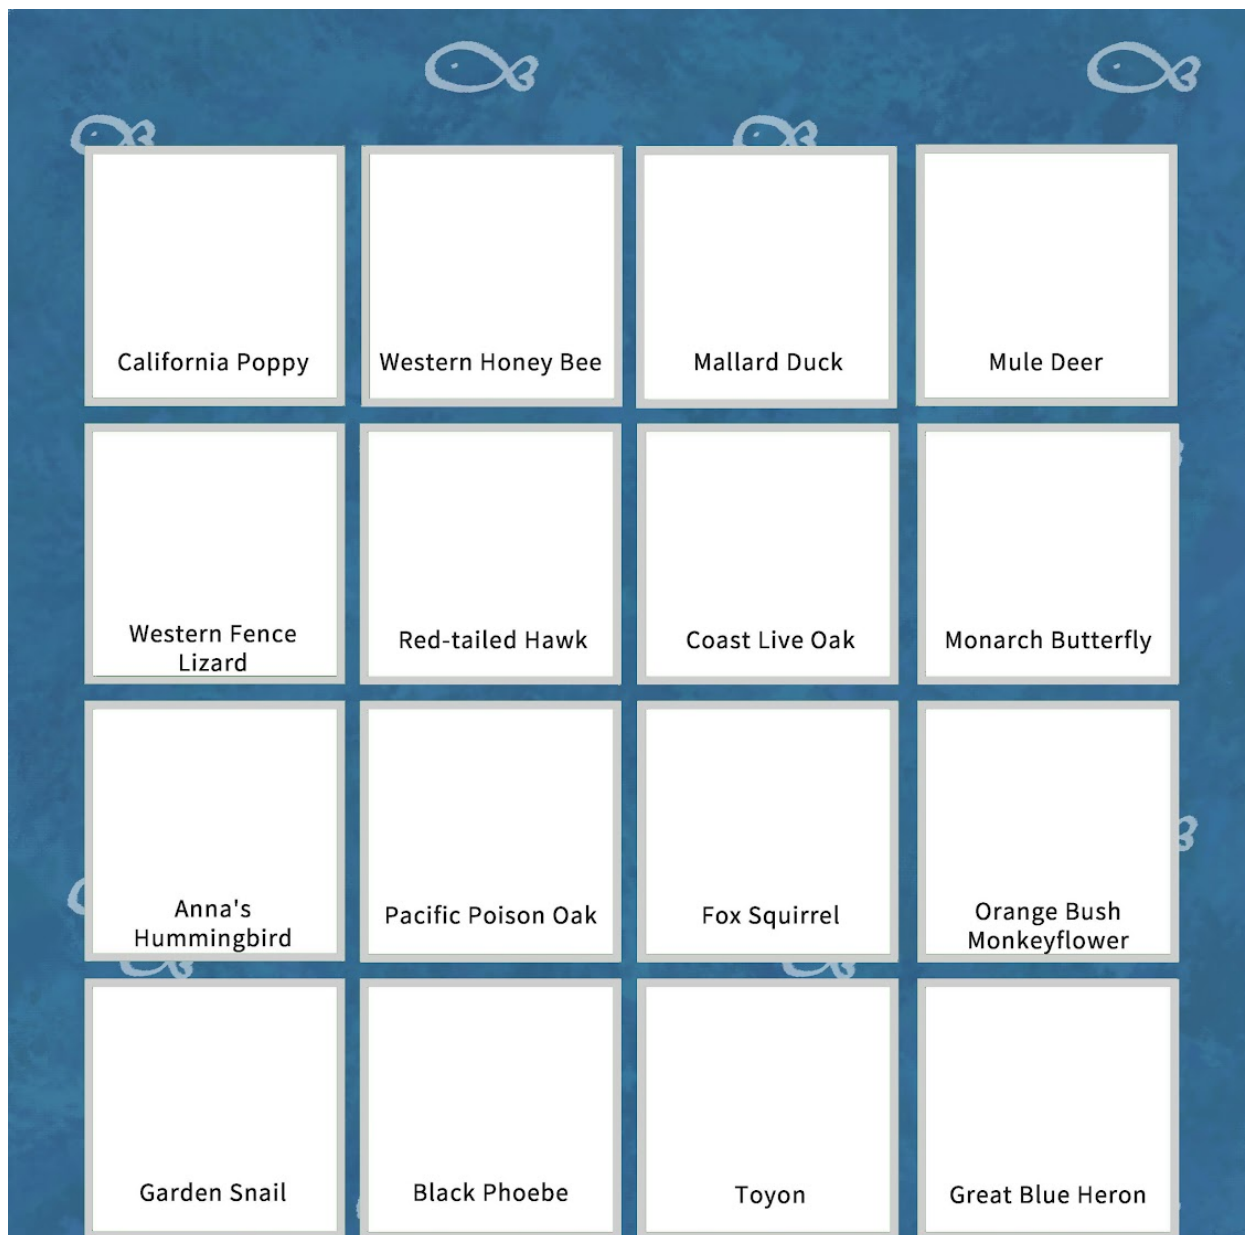 California Poppy
Western Honey Bee
Mallard Duck
Mule Deer
Western Fence
Lizard
Red-tailed Hawk
Coast Live Oak
Monarch Butterfly
Anna's
Hummingbird
Pacific Poison Oak
Fox Squirrel
Orange Bush
Monkeyflower
Garden Snail
Black Phoebe
Toyon
Great Blue Heron